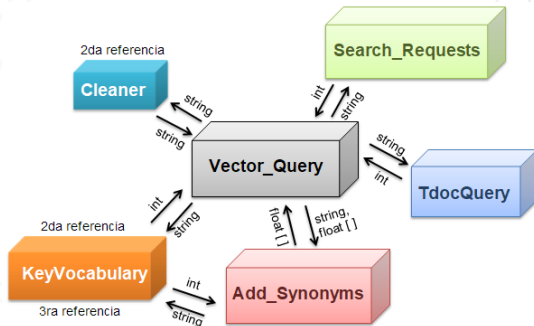 Search_Requests
2da referencia
Cleaner
string
string
int
string
Vector_Query
string
int
TdocQuery
int
string
2da referencia
KeyVocabulary
3ra referencia
float [ ]
string,
float [ ]
int
string
Add_Synonyms